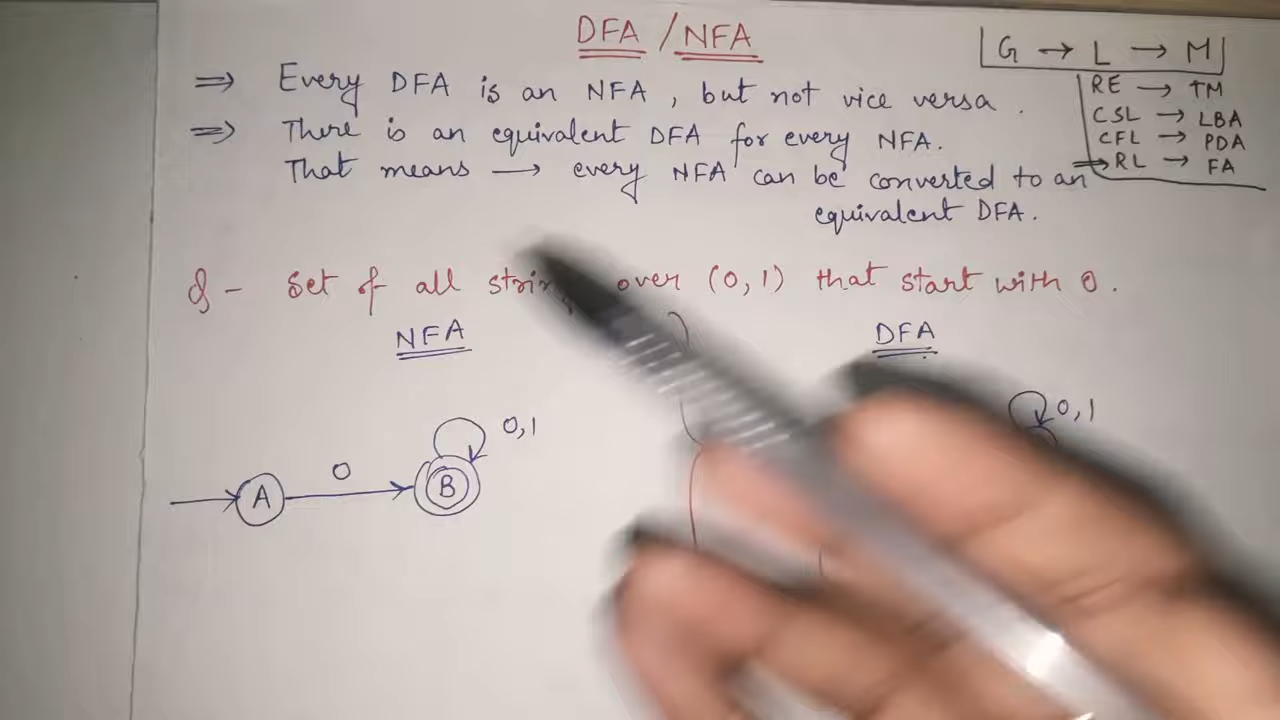 DFA / NFA
⇒ Every DFA is an NFA, but not vice versa.
⇒ There is an equivalent DFA for every NFA.
That means → every NFA can be converted to an
equivalent DFA.
G → L → M
RE → TM
CSL → LBA
CFL → PDA
⇒ RL → FA
Q - Set of all string over (0,1) that start with 0.
NFA
DFA
0,1
0
A
B
0,1